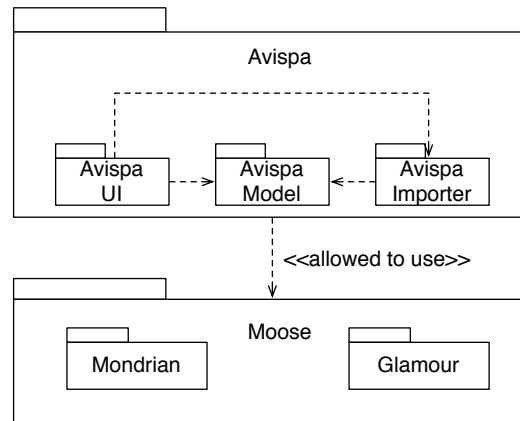 Avispa
Avispa
UI
Avispa
Model
Avispa
Importer
<<allowed to use>>
Moose
Mondrian
Glamour